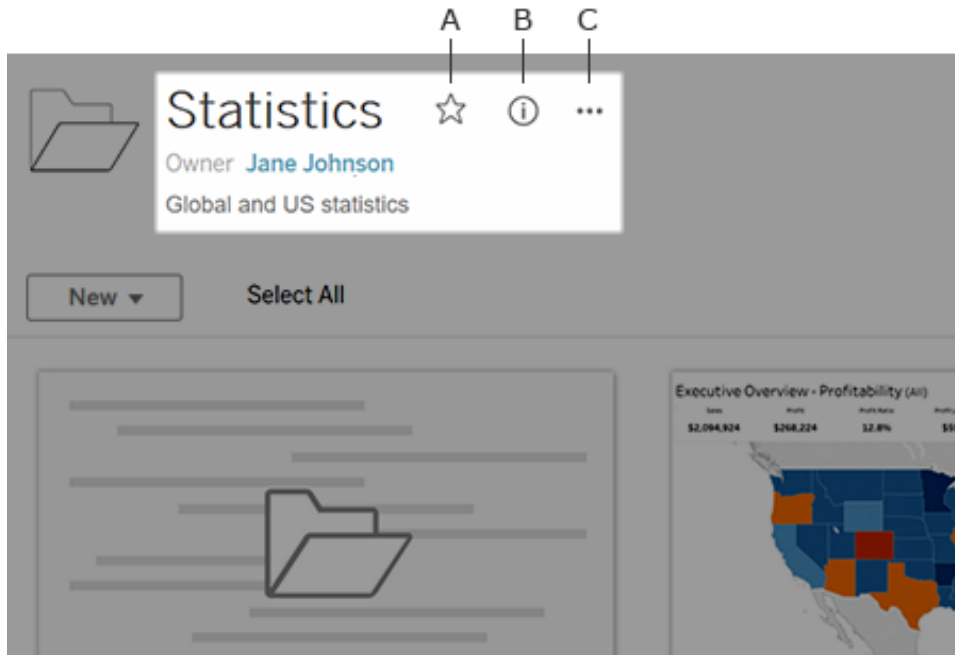 A B C
Statistics
Owner Jane Johnson
Global and US statistics
New Select All
Executive Overview - Profitability (All)
Sales Profit Profit Ratio
$2,094,924 $268,224 12.8%